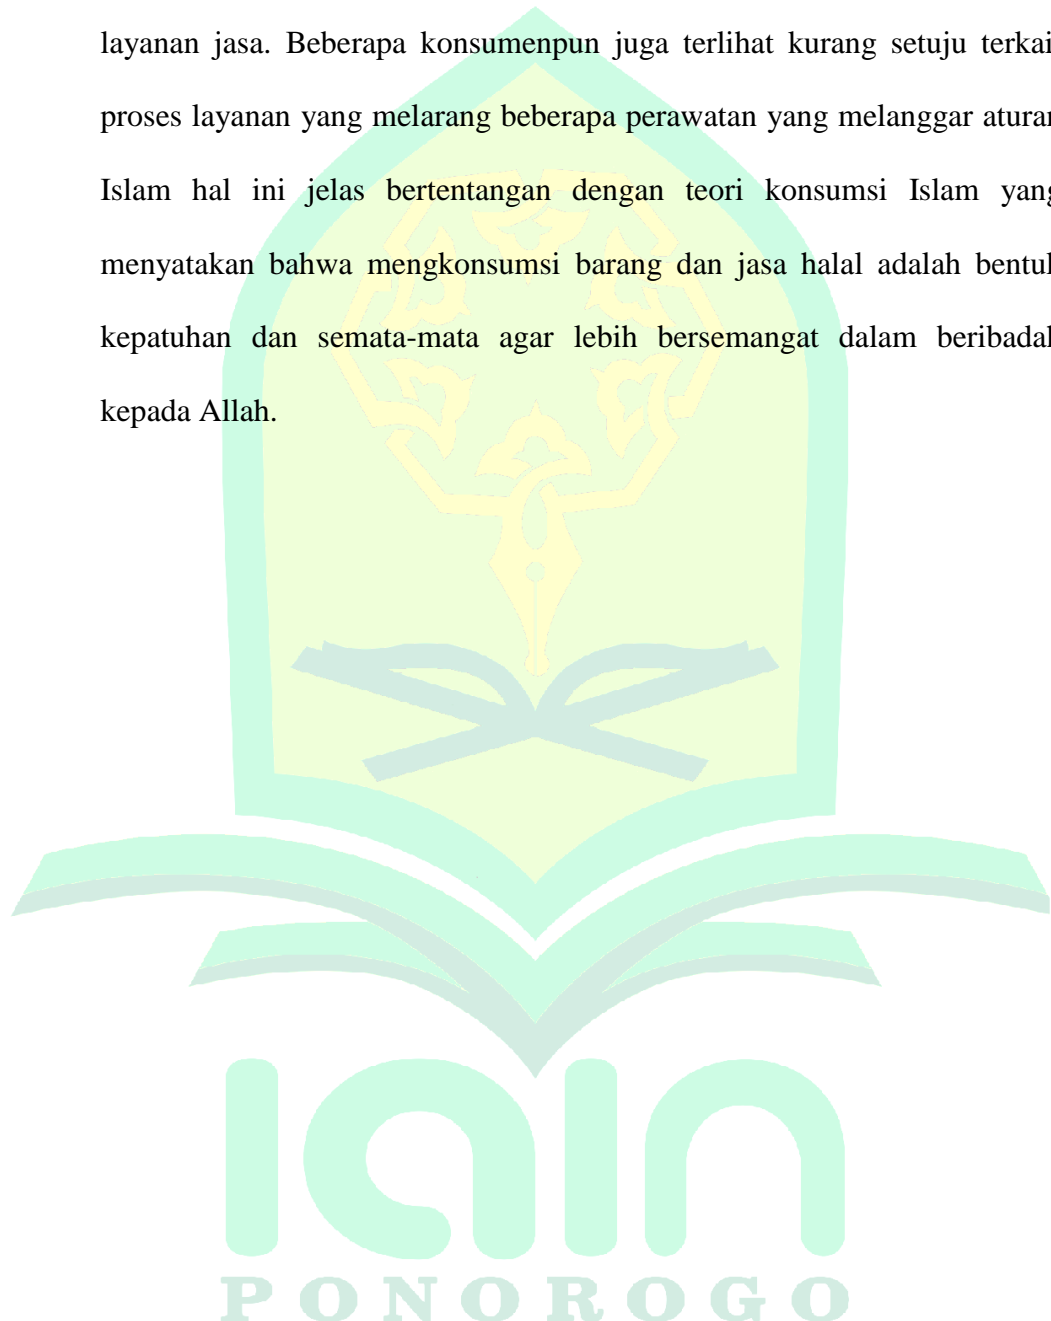 layanan jasa. Beberapa konsumenpun juga terlihat kurang setuju terkai
proses layanan yang melarang beberapa perawatan yang melanggar aturan
Islam hal ini jelas bertentangan dengan teori konsumsi Islam yang
menyatakan bahwa mengkonsumsi barang dan jasa halal adalah bentuk
kepatuhan dan semata-mata agar lebih bersemangat dalam beribadah
kepada Allah.
iain
PONOROGO